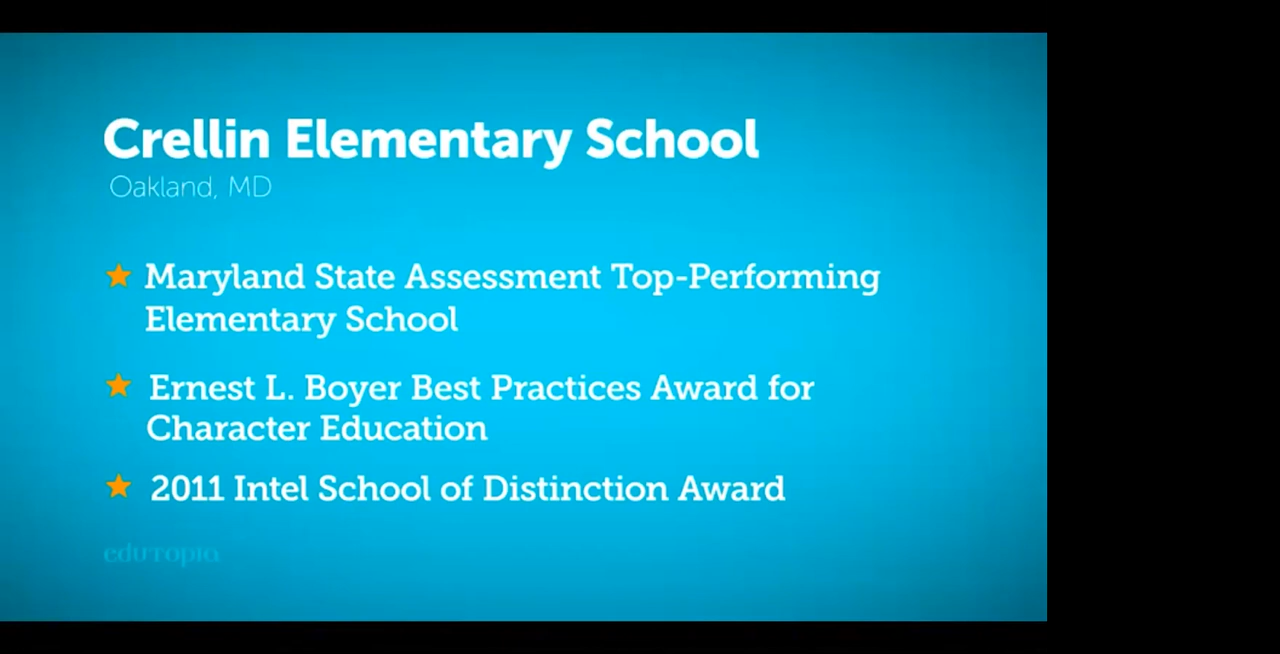 Crellin Elementary School
Oakland, MD
Maryland State Assessment Top-Performing
Elementary School
Ernest L. Boyer Best Practices Award for
Character Education
2011 Intel School of Distinction Award
edutopia